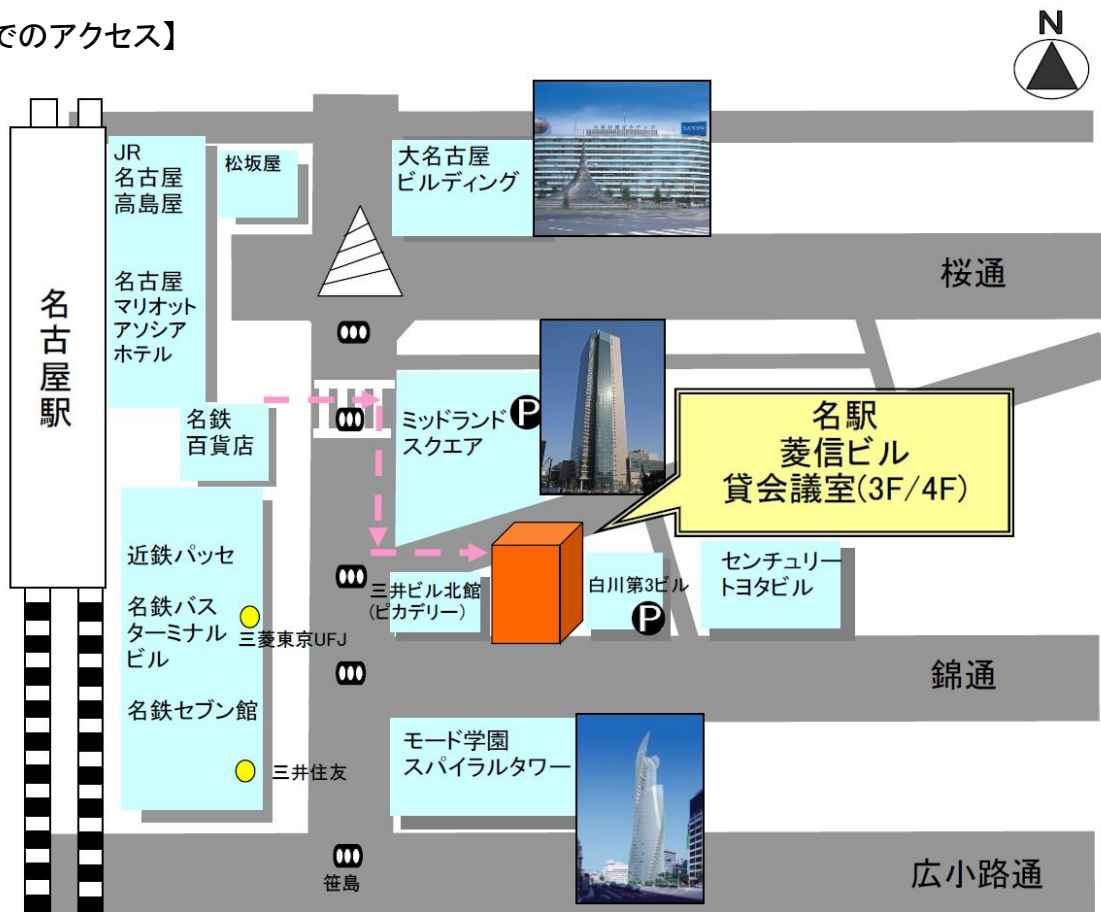 でのアクセス】
N
JR
名古屋
高島屋
松坂屋
大名古屋
ビルディング
SANYO
桜通
名古屋
マリオット
アソシア
ホテル
名古屋駅
名鉄
百貨店
ミッドランド
スクエア
P
名駅
菱信ビル
貸会議室(3F/4F)
近鉄パッセ
名鉄バス
ターミナル
ビル
三菱東京UFJ
名鉄セブン館
三井住友
三井ビル北館
(ピカデリー)
白川第3ビル
P
センチュリー
トヨタビル
錦通
モード学園
スパイラルタワー
笹島
広小路通